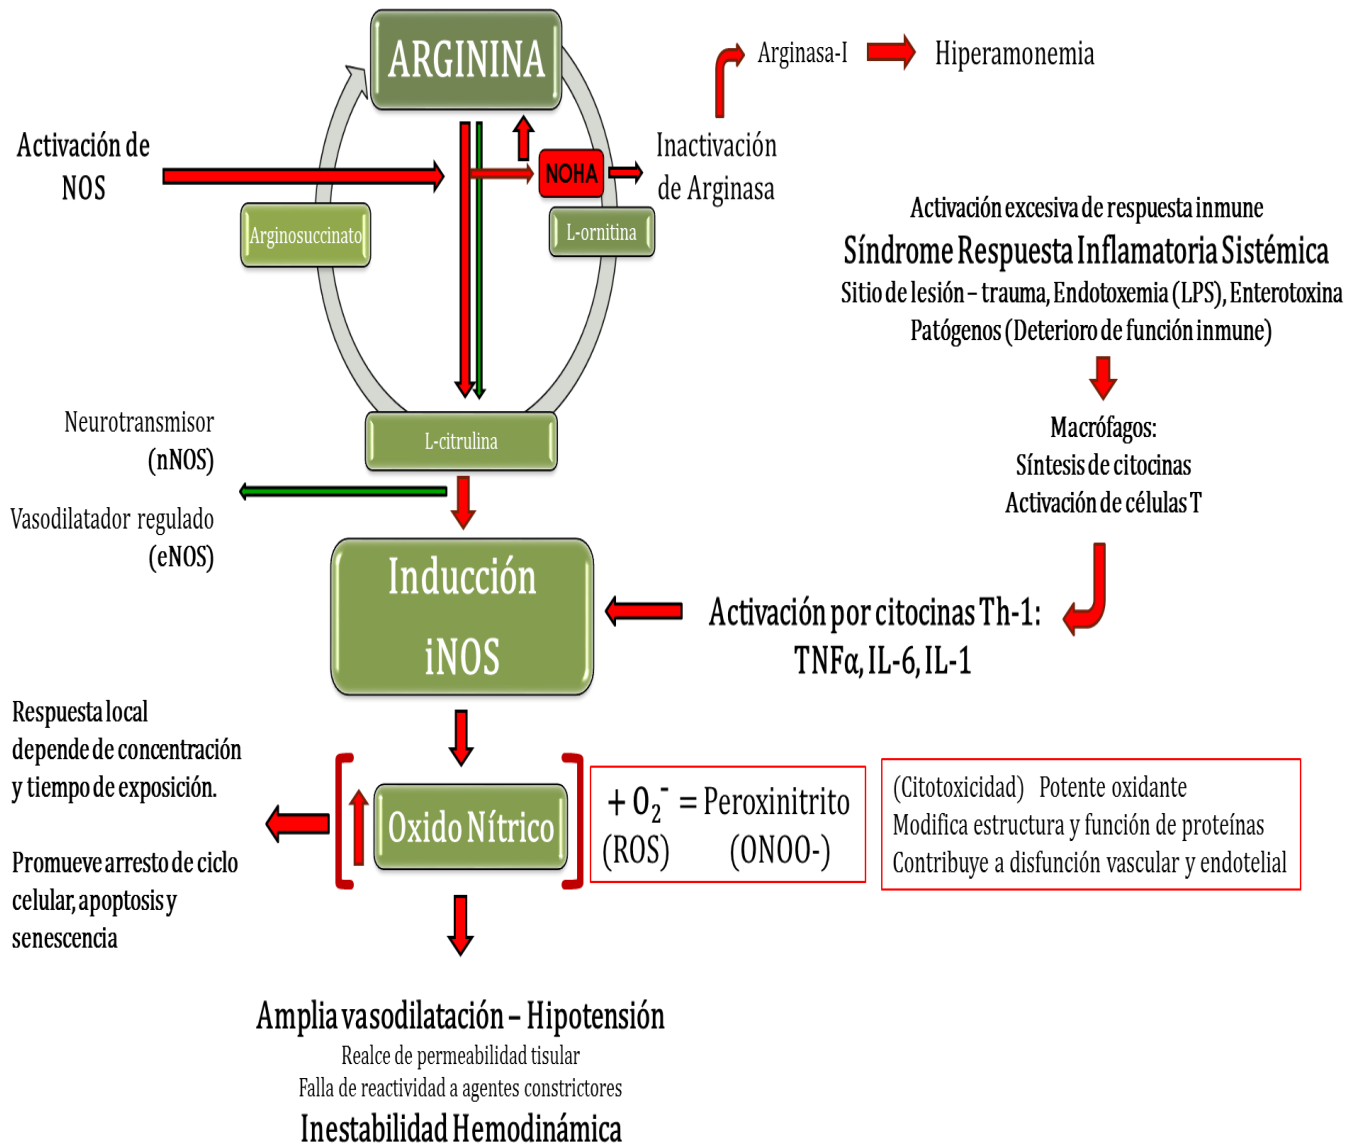 ARGININA
Arginasa-I
Hiperamonemia
Activación de
NOS
NOHA
Inactivación
de Arginasa
Arginosuccinato
L-ornitina
L-citrulina
Activación excesiva de respuesta inmune
Síndrome Respuesta Inflamatoria Sistémica
Sitio de lesión – trauma, Endotoxemia (LPS), Enterotoxina
Patógenos (Deterioro de función inmune)
Macrófagos:
Síntesis de citocinas
Activación de células T
Neurotransmisor
(nNOS)
Vasodilatador regulado
(eNOS)
Inducción
iNOS
Activación por citocinas Th-1:
TNFα, IL-6, IL-1
Respuesta local
depende de concentración
y tiempo de exposición.
Promueve arresto de ciclo
celular, apoptosis y
senescencia
Oxido Nítrico
+ O₂⁻ = Peroxinitrito
(ROS) (ONOO-)
(Citotoxicidad) Potente oxidante
Modifica estructura y función de proteínas
Contribuye a disfunción vascular y endotelial
Amplia vasodilatación – Hipotensión
Realce de permeabilidad tisular
Falla de reactividad a agentes constrictores
Inestabilidad Hemodinámica